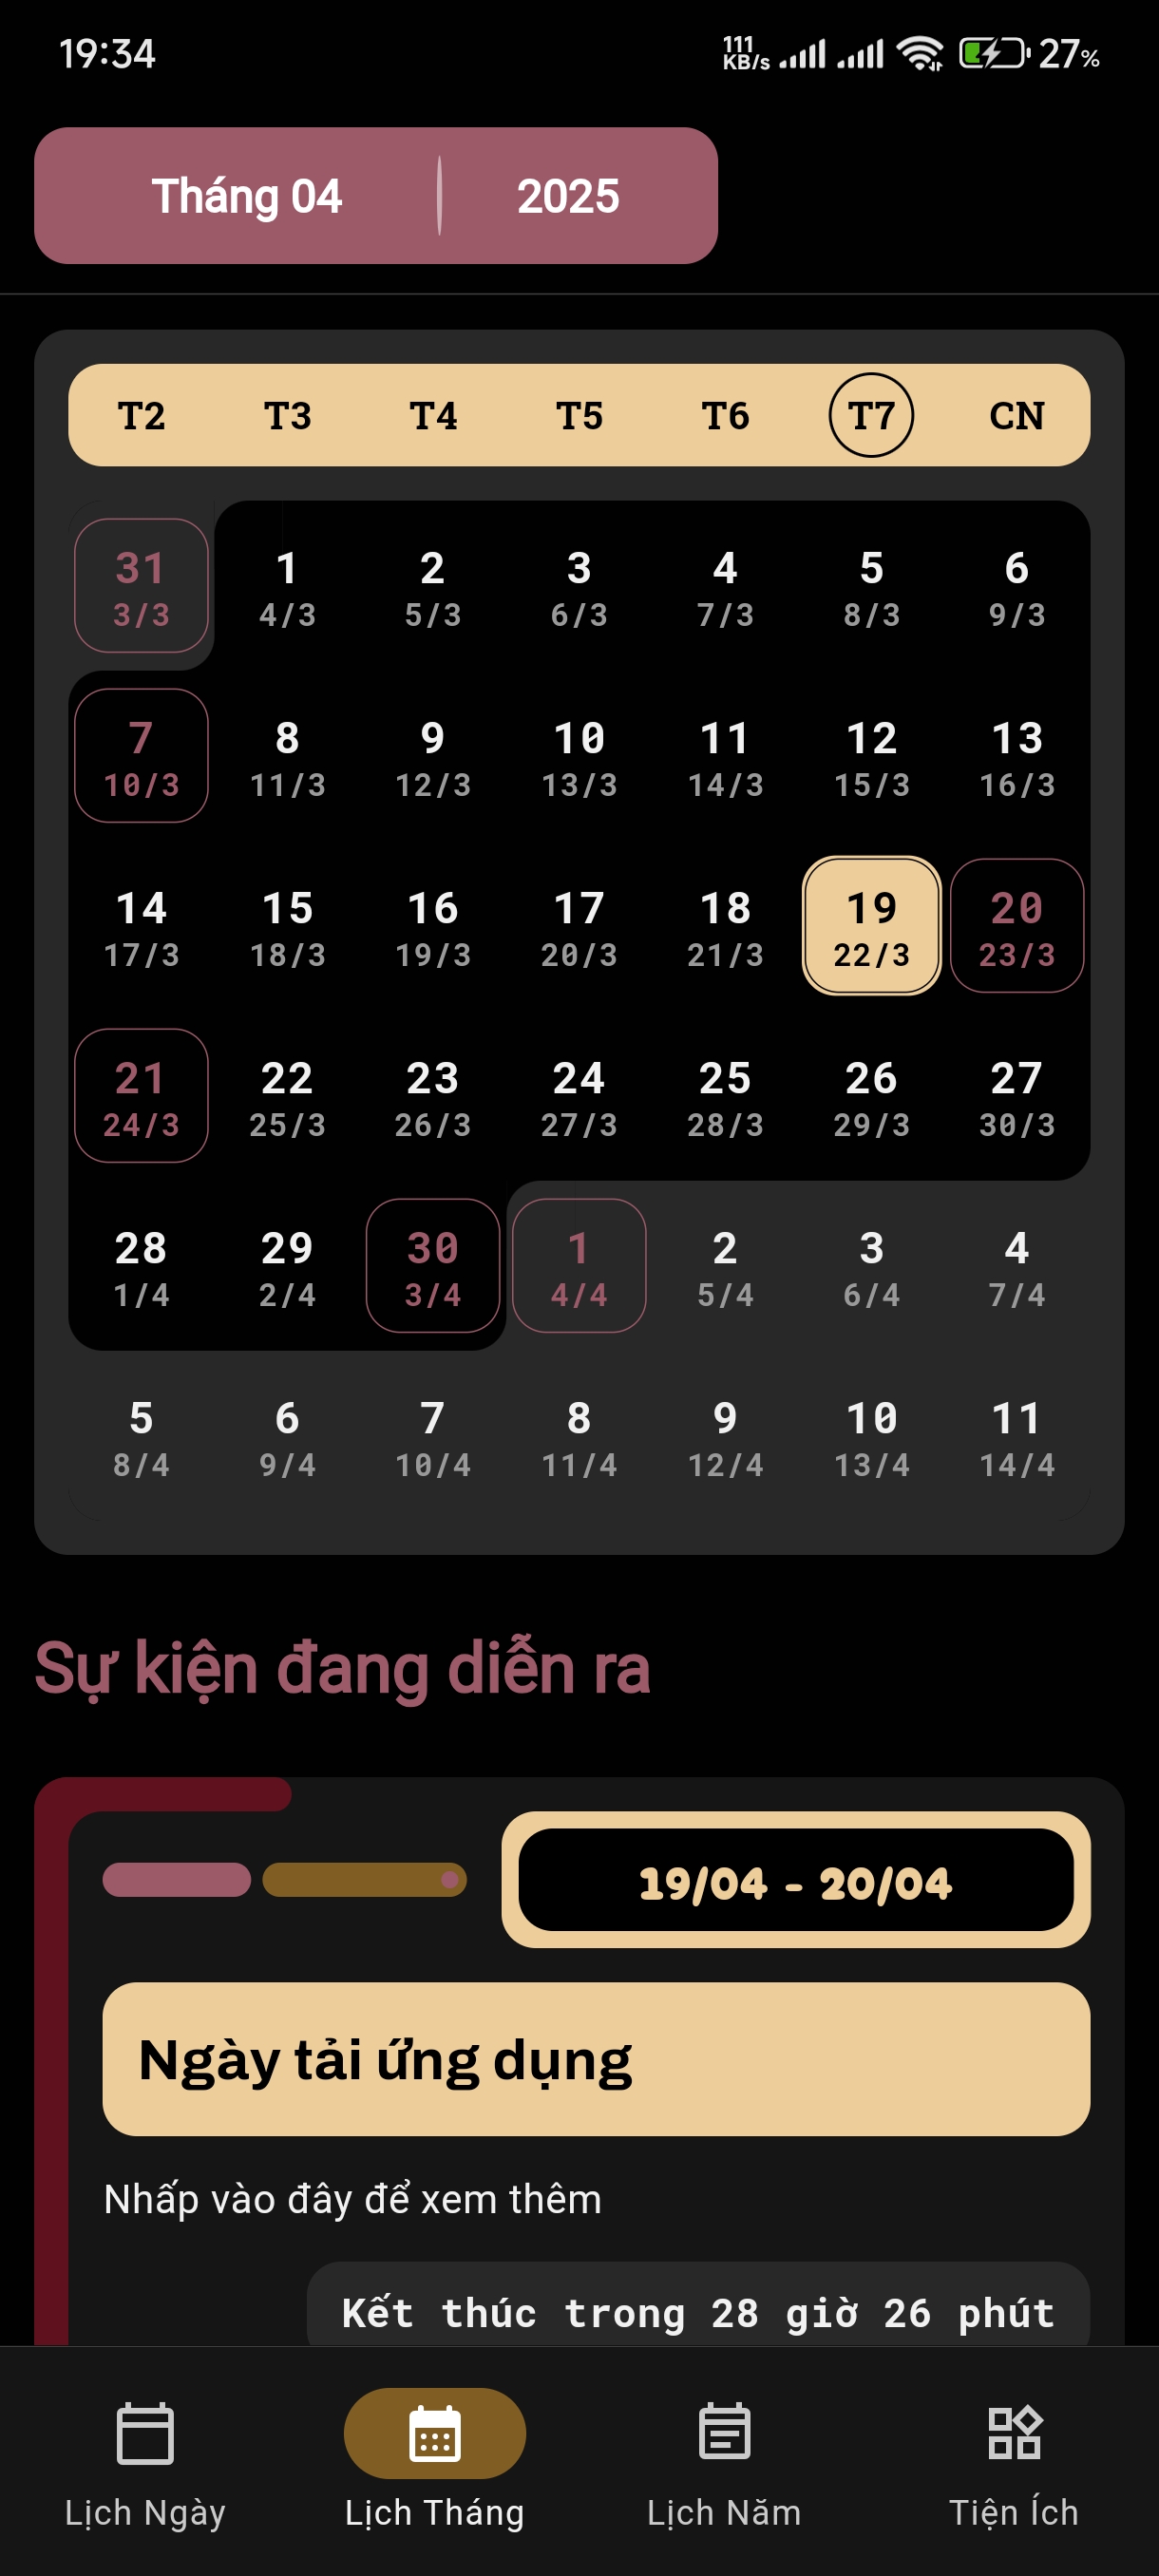 19:34 111 KB/s 27%
Tháng 04 2025
T2 T3 T4 T5 T6 T7 CN
31 1 2 3 4 5 6
3/3 4/3 5/3 6/3 7/3 8/3 9/3
7 8 9 10 11 12 13
10/3 11/3 12/3 13/3 14/3 15/3 16/3
14 15 16 17 18 19 20
17/3 18/3 19/3 20/3 21/3 22/3 23/3
21 22 23 24 25 26 27
24/3 25/3 26/3 27/3 28/3 29/3 30/3
28 29 30 1 2 3 4
1/4 2/4 3/4 4/4 5/4 6/4 7/4
5 6 7 8 9 10 11
8/4 9/4 10/4 11/4 12/4 13/4 14/4
Sự kiện đang diễn ra
19/04 - 20/04
Ngày tải ứng dụng
Nhấp vào đây để xem thêm
Kết thúc trong 28 giờ 26 phút
Lịch Ngày Lịch Tháng Lịch Năm Tiện Ích